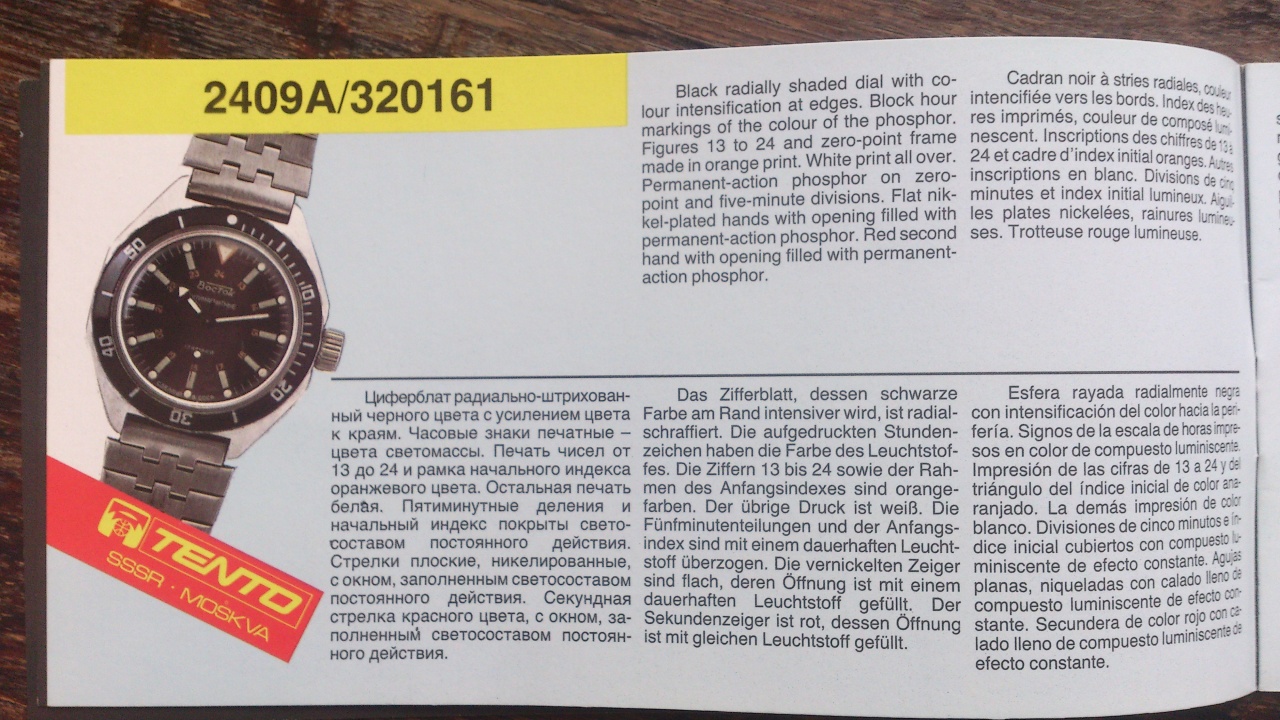 2409A/320161
50
10
20
30
40
24
23
Восток
TENTO
SSSR · MOSKVA
Black radially shaded dial with co-
lour intensification at edges. Block hour
markings of the colour of the phosphor.
Figures 13 to 24 and zero-point frame
made in orange print. White print all over.
Permanent-action phosphor on zero-
point and five-minute divisions. Flat nik-
kel-plated hands with opening filled with
permanent-action phosphor. Red second
hand with opening filled with permanent-
action phosphor.
Cadran noir à stries radiales, couleur
intencifiée vers les bords. Index des heu-
res imprimés, couleur de composé lumi-
nescent. Inscriptions des chiffres de 13 à
24 et cadre d'index initial oranges. Autres
inscriptions en blanc. Divisions de cinq
minutes et index initial lumineux. Aiguil-
les plates nickelées, rainures lumineu-
ses. Trotteuse rouge lumineuse.
Циферблат радиально-штрихован-
ный черного цвета с усилением цвета
к краям. Часовые знаки печатные –
цвета светомассы. Печать чисел от
13 до 24 и рамка начального индекса
оранжевого цвета. Остальная печать
белая. Пятиминутные деления и
начальный индекс покрыты свето-
составом постоянного действия.
Стрелки плоские, никелированные,
с окном, заполненным светосоставом
постоянного действия. Секундная
стрелка красного цвета, с окном, за-
полненным светосоставом постоян-
ного действия.
Das Zifferblatt, dessen schwarze
Farbe am Rand intensiver wird, ist radial-
schraffiert. Die aufgedruckten Stunden-
zeichen haben die Farbe des Leuchtstof-
fes. Die Ziffern 13 bis 24 sowie der Rah-
men des Anfangsindexes sind orange-
farben. Der übrige Druck ist weiß. Die
Fünfminutenteilungen und der Anfangs-
index sind mit einem dauerhaften Leucht-
stoff überzogen. Die vernickelten Zeiger
sind flach, deren Öffnung ist mit einem
dauerhaften Leuchtstoff gefüllt. Der
Sekundenzeiger ist rot, dessen Öffnung
ist mit gleichen Leuchtstoff gefüllt.
Esfera rayada radialmente negra
con intensificación del color hacia la peri-
fería. Signos de la escala de horas impre-
sos en color de compuesto luminiscente.
Impresión de las cifras de 13 a 24 y del
triángulo del índice inicial de color ana-
ranjado. La demás impresión de color
blanco. Divisiones de cinco minutos e ín-
dice inicial cubiertos con compuesto lu-
miniscente de efecto constante. Agujas
planas, niqueladas con calado lleno de
compuesto luminiscente de efecto con-
stante. Secundera de color rojo con ca-
lado lleno de compuesto luminiscente de
efecto constante.